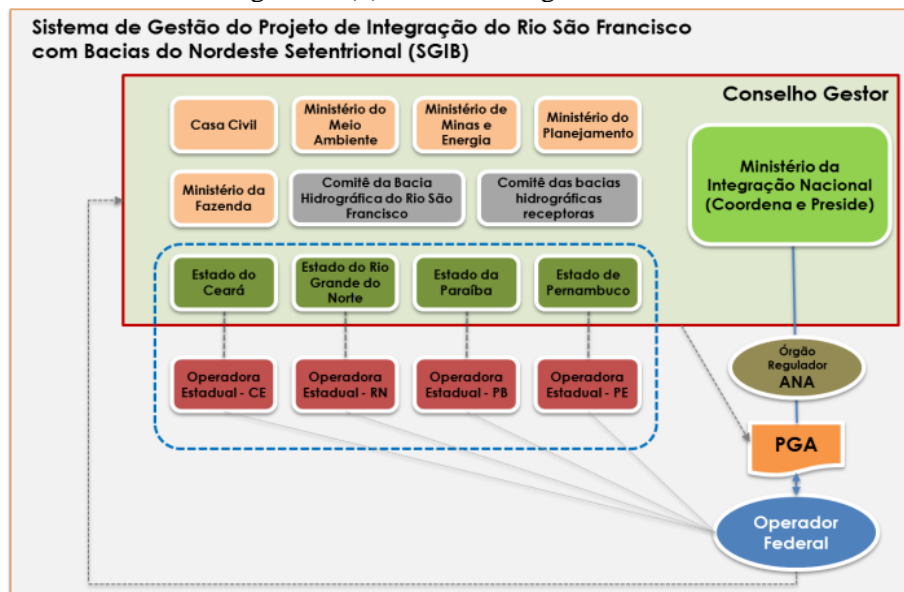 Sistema de Gestão do Projeto de Integração do Rio São Francisco
com Bacias do Nordeste Setentrional (SGIB)
Conselho Gestor
Casa Civil
Ministério do
Meio
Ambiente
Ministério de
Minas e
Energia
Ministério do
Planejamento
Ministério da
Integração Nacional
(Coordena e Preside)
Ministério da
Fazenda
Comitê da Bacia
Hidrográfica do Rio São
Francisco
Comitê das bacias
hidrográficas
receptoras
Estado do
Ceará
Estado do Rio
Grande do
Norte
Estado da
Paraíba
Estado de
Pernambuco
Operadora
Estadual - CE
Operadora
Estadual - RN
Operadora
Estadual - PB
Operadora
Estadual - PE
Órgão
Regulador
ANA
PGA
Operador
Federal